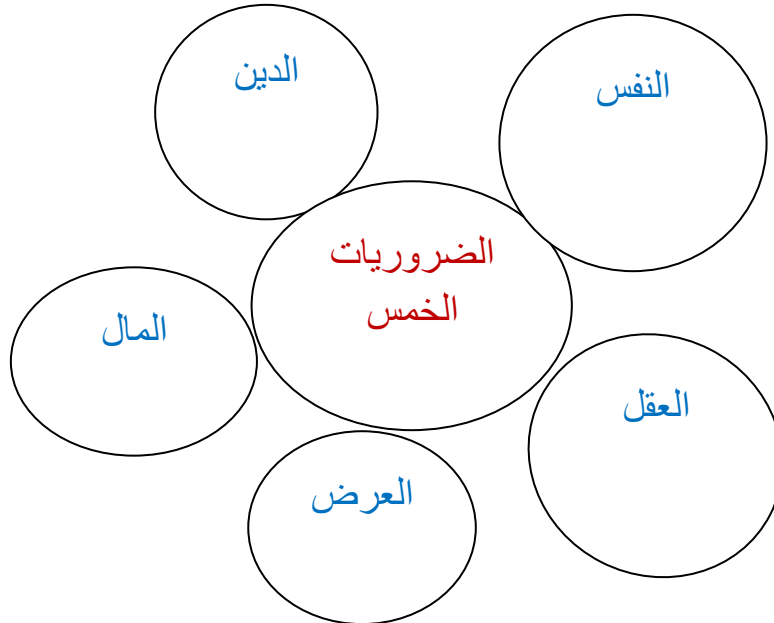 النفس
الدين
الضروريات
الخمس
المال
العقل
العرض